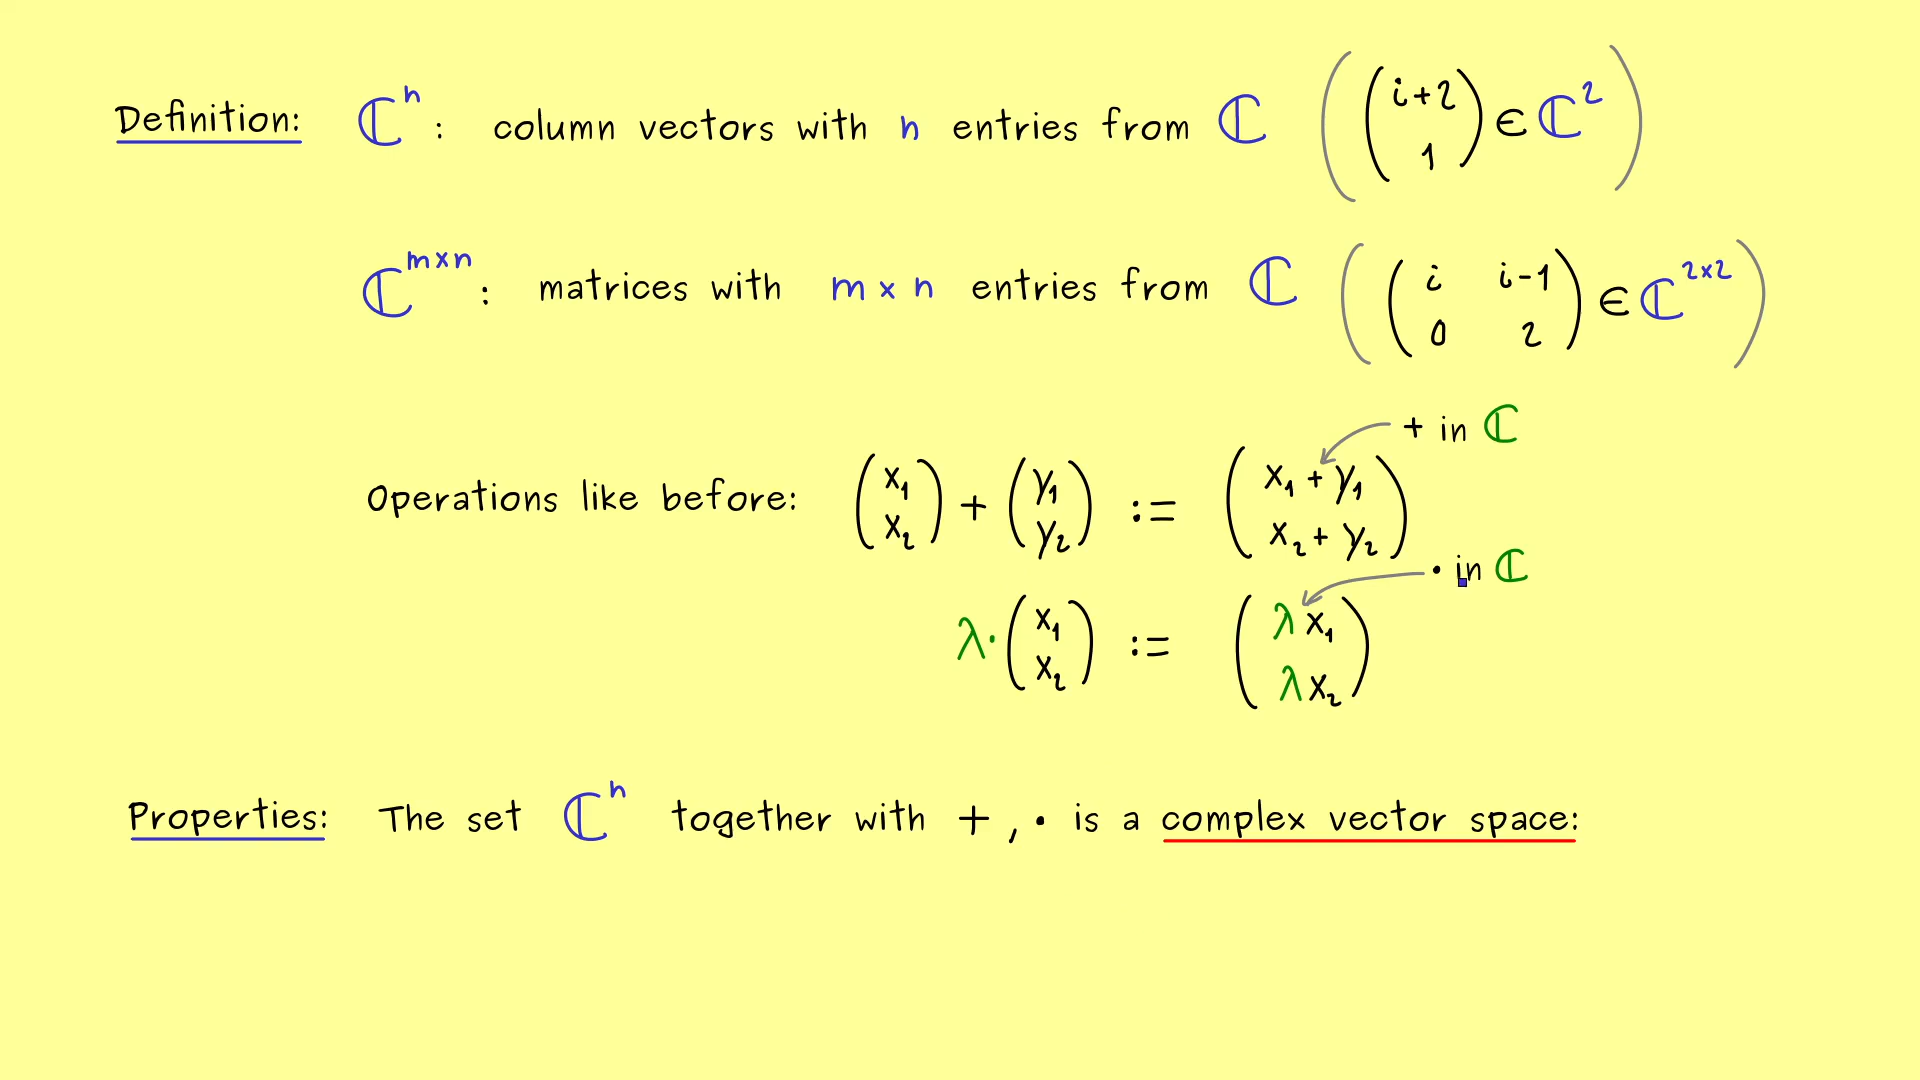 Definition: ℂⁿ : column vectors with n entries from ℂ ( ( i+2 1 ) ∈ ℂ² )
ℂᵐˣⁿ : matrices with m × n entries from ℂ ( ( i i-1 0 2 ) ∈ ℂ²ˣ² )
+ in ℂ
Operations like before: ( x₁ x₂ ) + ( y₁ y₂ ) := ( x₁ + y₁ x₂ + y₂ )
· in ℂ
λ· ( x₁ x₂ ) := ( λ x₁ λ x₂ )
Properties: The set ℂⁿ together with + , · is a complex vector space: